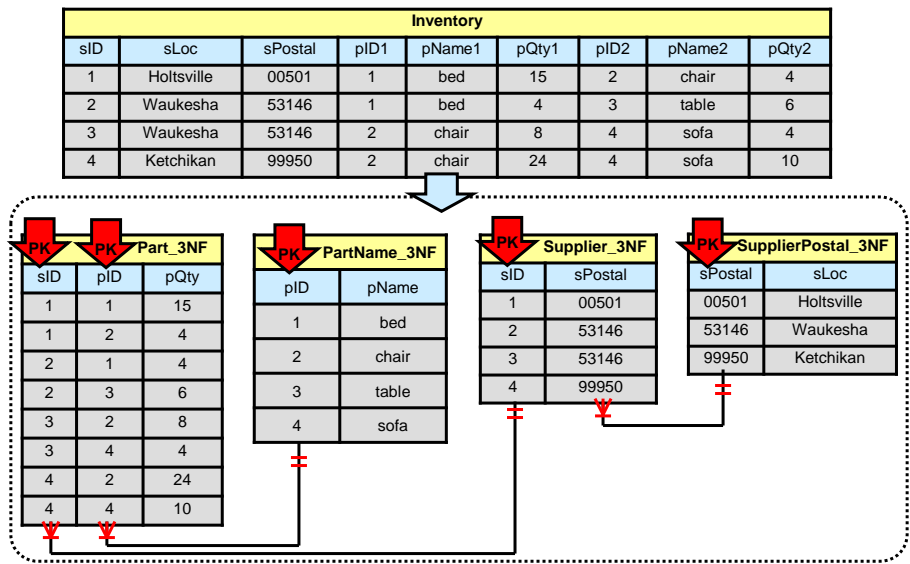 Inventory
sID sLoc sPostal pID1 pName1 pQty1 pID2 pName2 pQty2
1 Holtsville 00501 1 bed 15 2 chair 4
2 Waukesha 53146 1 bed 4 3 table 6
3 Waukesha 53146 2 chair 8 4 sofa 4
4 Ketchikan 99950 2 chair 24 4 sofa 10
PK PK Part_3NF
sID pID pQty
1 1 15
1 2 4
2 1 4
2 3 6
3 2 8
3 4 4
4 2 24
4 4 10
PK PartName_3NF
pID pName
1 bed
2 chair
3 table
4 sofa
PK Supplier_3NF
sID sPostal
1 00501
2 53146
3 53146
4 99950
PK SupplierPostal_3NF
sPostal sLoc
00501 Holtsville
53146 Waukesha
99950 Ketchikan